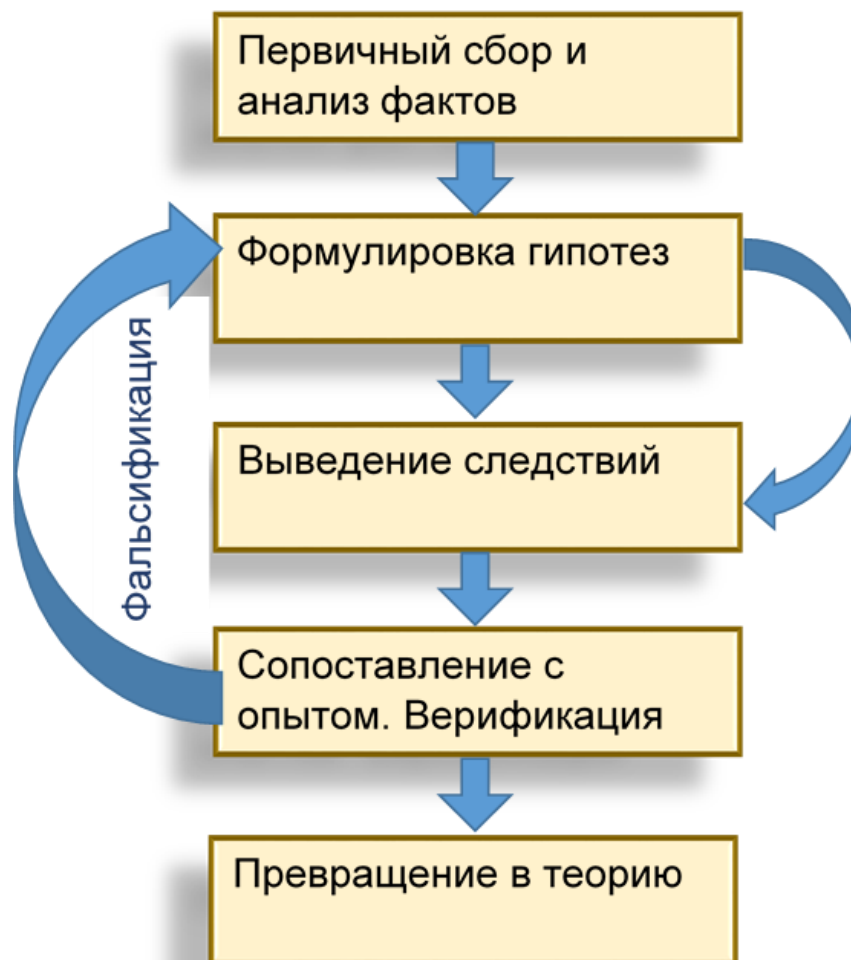 Первичный сбор и
анализ фактов
Формулировка гипотез
Фальсификация
Выведение следствий
Сопоставление с
опытом. Верификация
Превращение в теорию